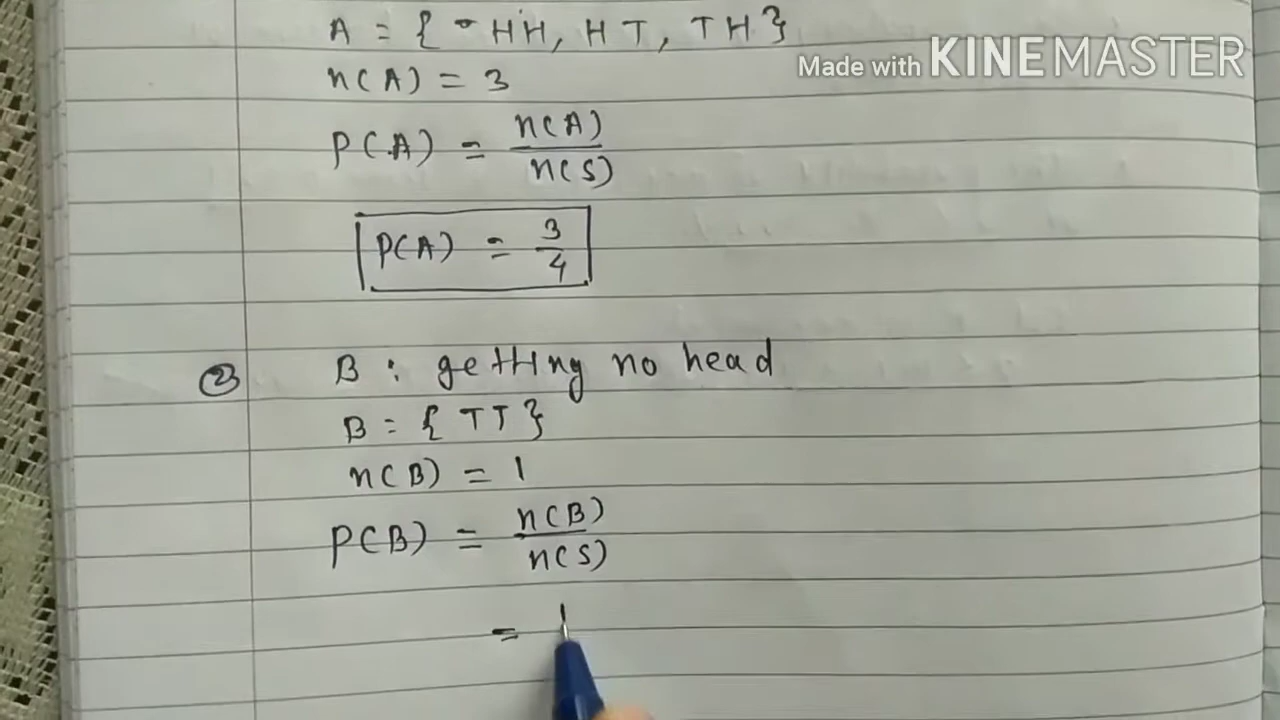 A = { HH, HT, TH }
Made with KINEMASTER
n(A) = 3
P(A) = n(A) / n(S)
P(A) = 3/4
② B : getting no head
B = { TT }
n(B) = 1
P(B) = n(B) / n(S)
= 1